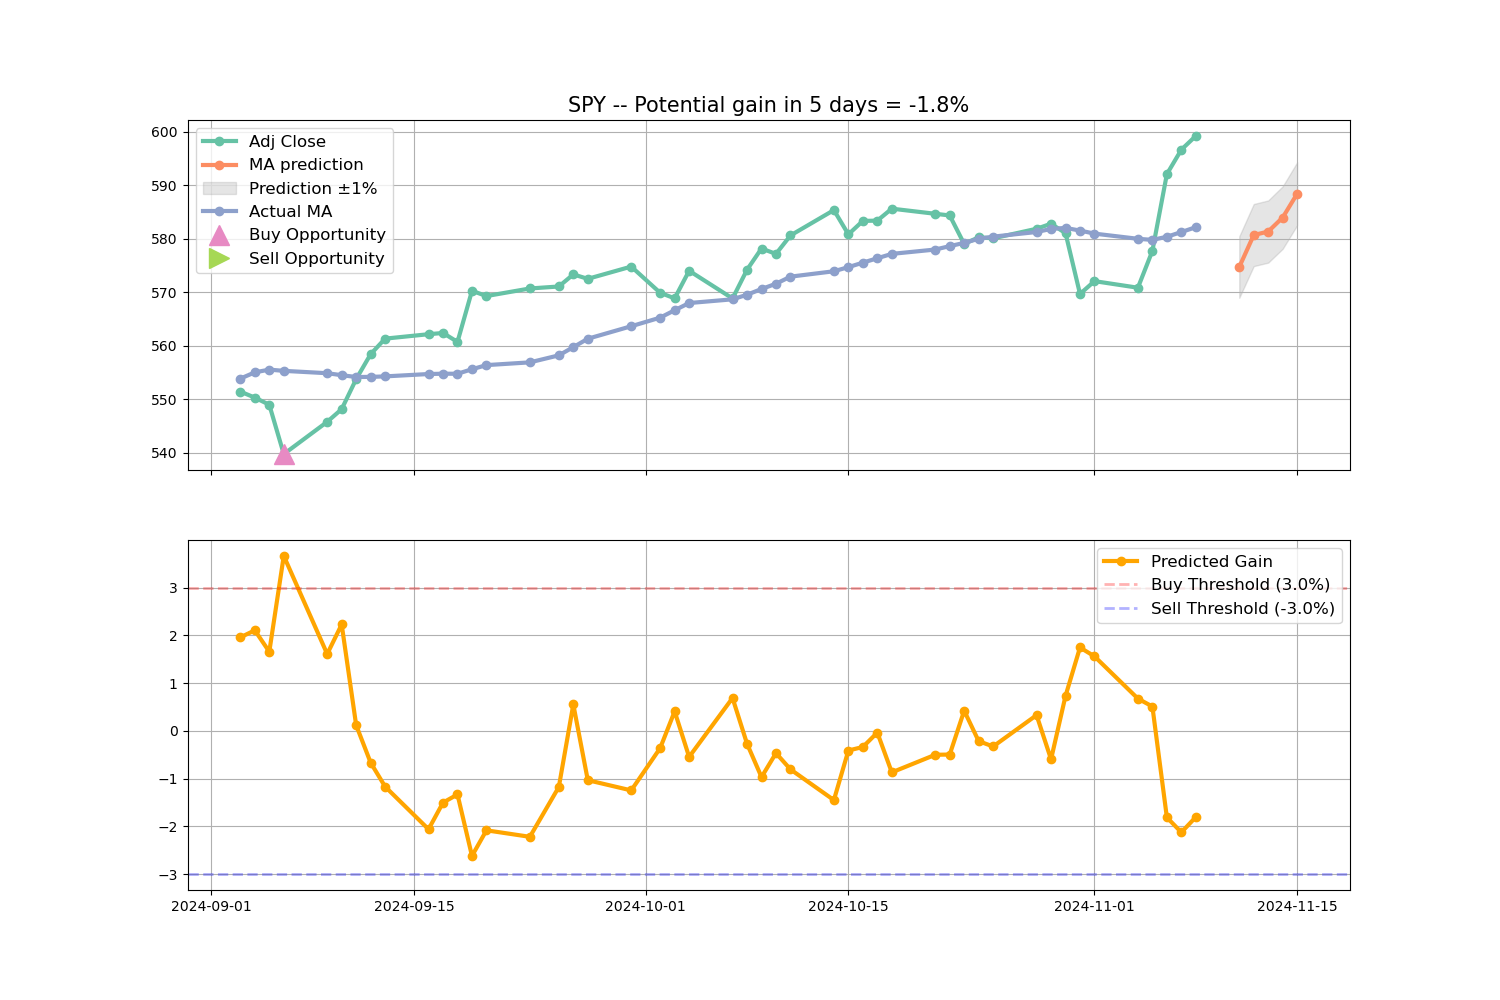 SPY -- Potential gain in 5 days = -1.8%
600
590
580
570
560
550
540
Adj Close
MA prediction
Prediction ±1%
Actual MA
Buy Opportunity
Sell Opportunity
3
2
1
0
−1
−2
−3
Predicted Gain
Buy Threshold (3.0%)
Sell Threshold (-3.0%)
2024-09-01
2024-09-15
2024-10-01
2024-10-15
2024-11-01
2024-11-15